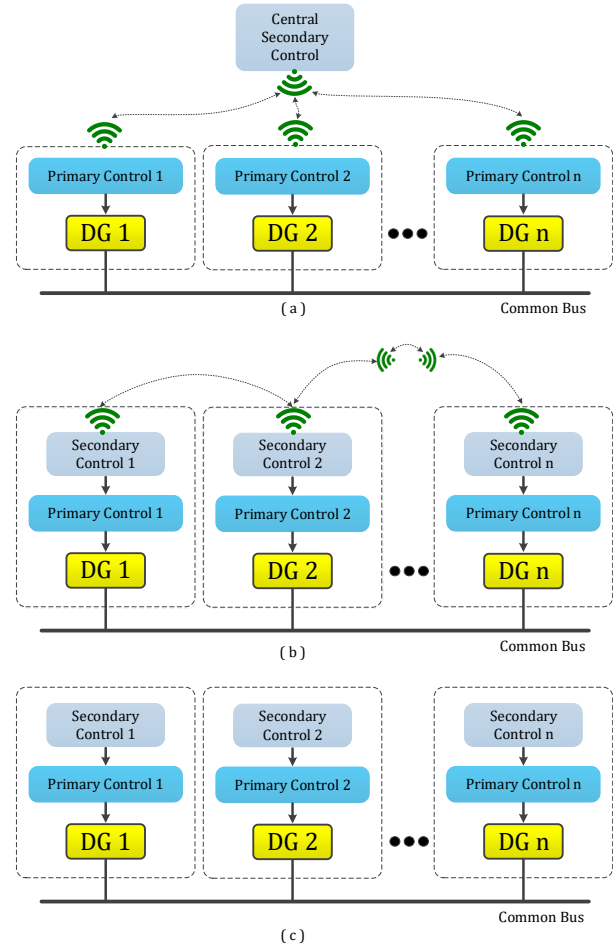 Central
Secondary
Control
Primary Control 1
Primary Control 2
Primary Control n
DG 1
DG 2
DG n
Common Bus
( a )
Secondary
Control 1
Secondary
Control 2
Secondary
Control n
Primary Control 1
Primary Control 2
Primary Control n
DG 1
DG 2
DG n
Common Bus
( b )
Secondary
Control 1
Secondary
Control 2
Secondary
Control n
Primary Control 1
Primary Control 2
Primary Control n
DG 1
DG 2
DG n
Common Bus
( c )